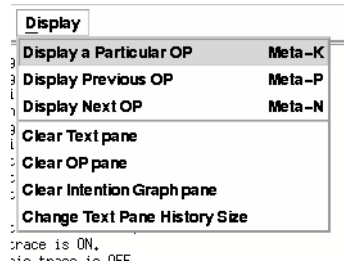 Display
Display a Particular OP Meta-K
Display Previous OP Meta-P
Display Next OP Meta-N
Clear Text pane
Clear OP pane
Clear Intention Graph pane
Change Text Pane History Size
trace is ON.
trace is OFF